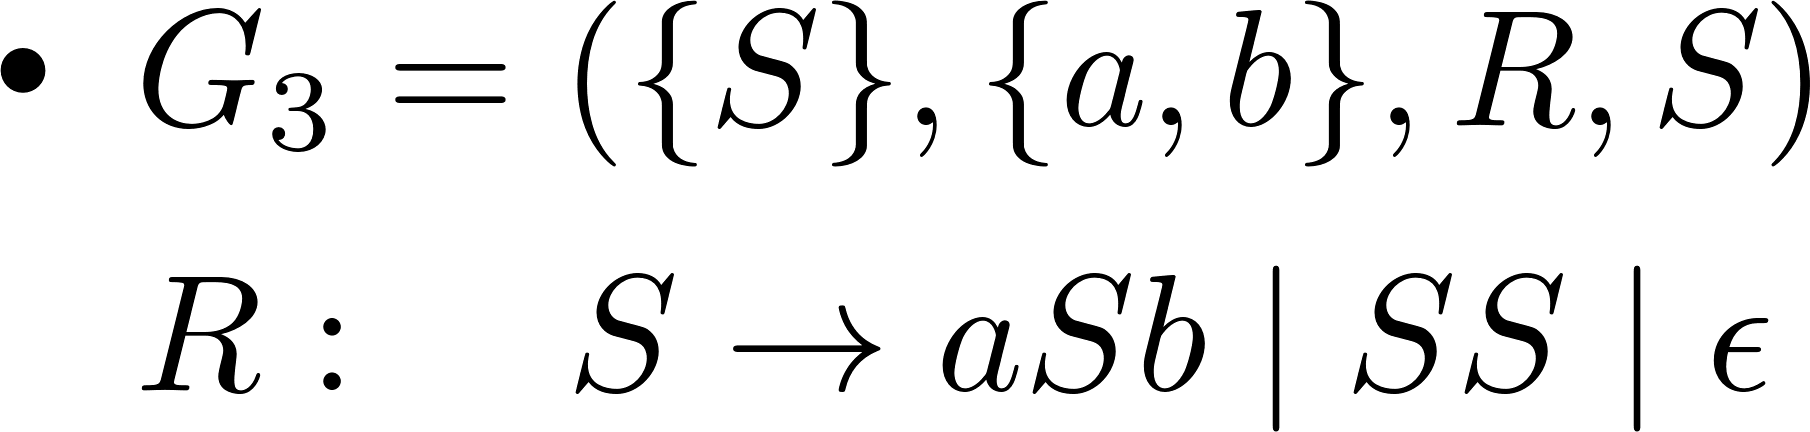 • G₃ = ({S}, {a, b}, R, S)
R : S → aSb | SS | ϵ